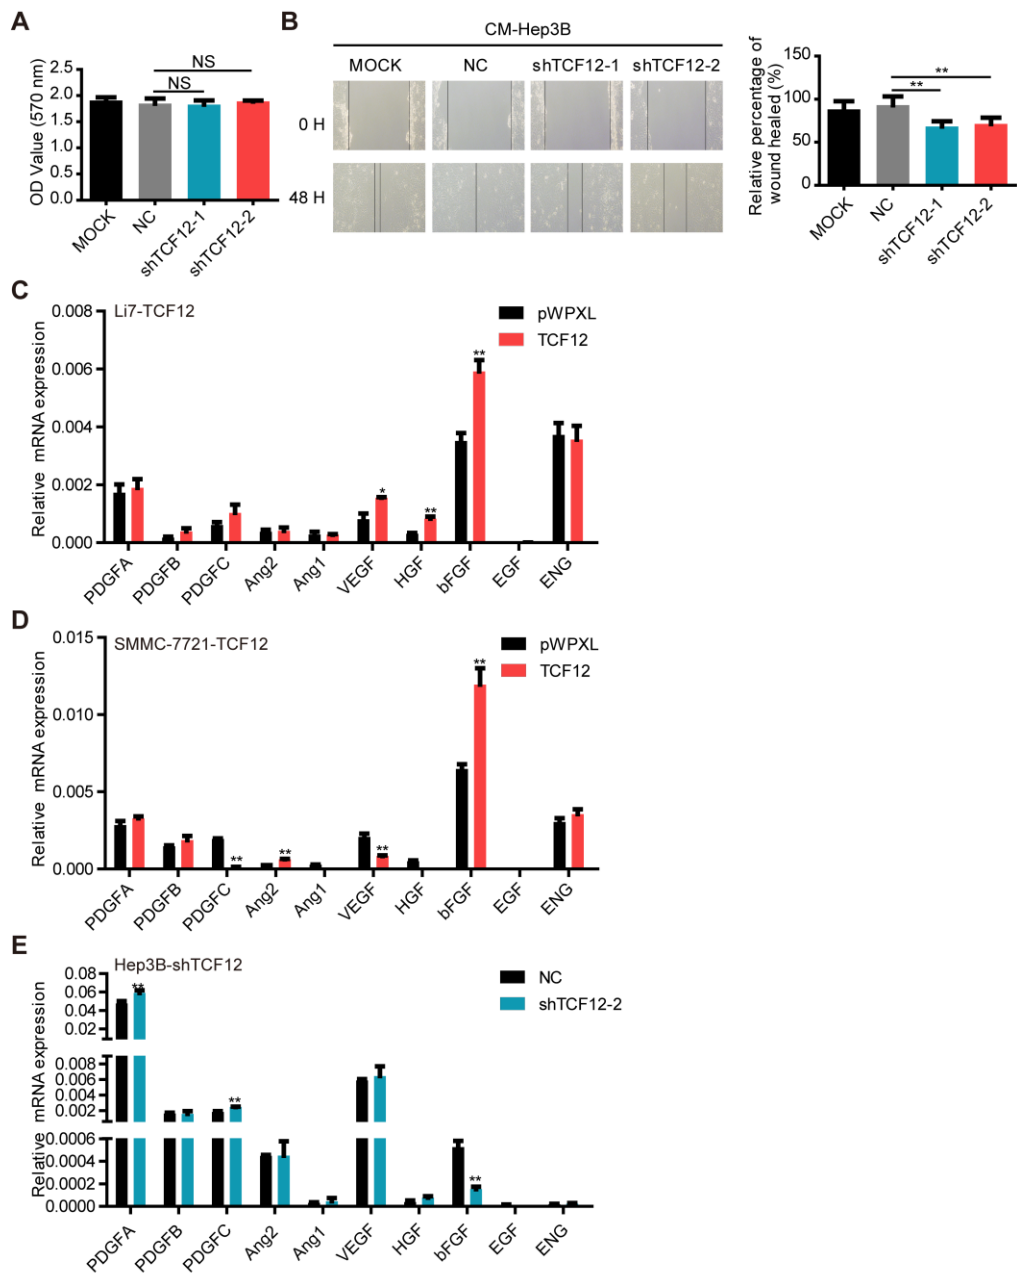 A
OD Value (570 nm)
2.5
2.0
1.5
1.0
0.5
0.0
NS
NS
MOCK
NC
shTCF12-1
shTCF12-2
B
CM-Hep3B
MOCK NC shTCF12-1 shTCF12-2
0 H
48 H
Relative percentage of
wound healed (%)
150
100
50
0
**
**
MOCK
NC
shTCF12-1
shTCF12-2
C
Li7-TCF12
pWPXL
TCF12
Relative mRNA expression
0.008
0.006
0.004
0.002
0.000
*
**
**
PDGFA
PDGFB
PDGFC
Ang2
Ang1
VEGF
HGF
bFGF
EGF
ENG
D
SMMC-7721-TCF12
pWPXL
TCF12
Relative mRNA expression
0.015
0.010
0.005
0.000
**
**
**
**
PDGFA
PDGFB
PDGFC
Ang2
Ang1
VEGF
HGF
bFGF
EGF
ENG
E
Hep3B-shTCF12
NC
shTCF12-2
Relative mRNA expression
0.08
0.06
0.04
0.02
0.008
0.006
0.004
0.002
0.0006
0.0004
0.0002
0.0000
**
**
**
PDGFA
PDGFB
PDGFC
Ang2
Ang1
VEGF
HGF
bFGF
EGF
ENG